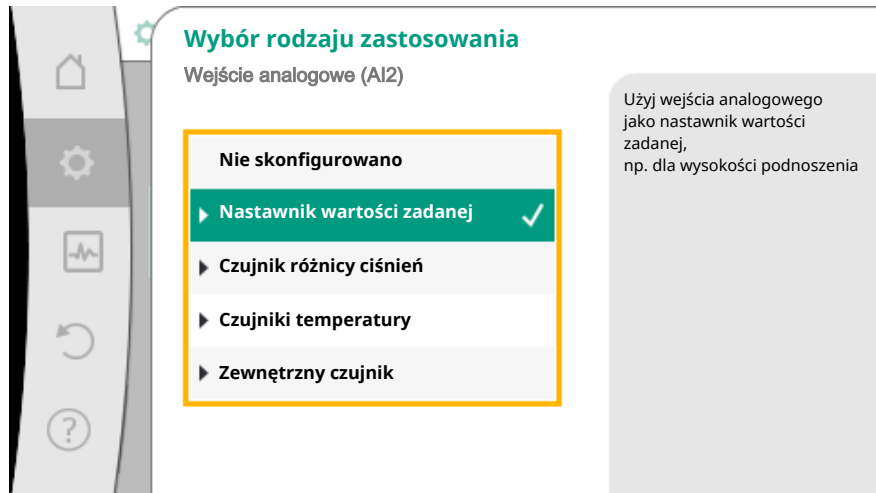 Wybór rodzaju zastosowania
Wejście analogowe (AI2)
Nie skonfigurowano
Nastawnik wartości zadanej
Czujnik różnicy ciśnień
Czujniki temperatury
Zewnętrzny czujnik
Użyj wejścia analogowego
jako nastawnik wartości
zadanej,
np. dla wysokości podnoszenia
?